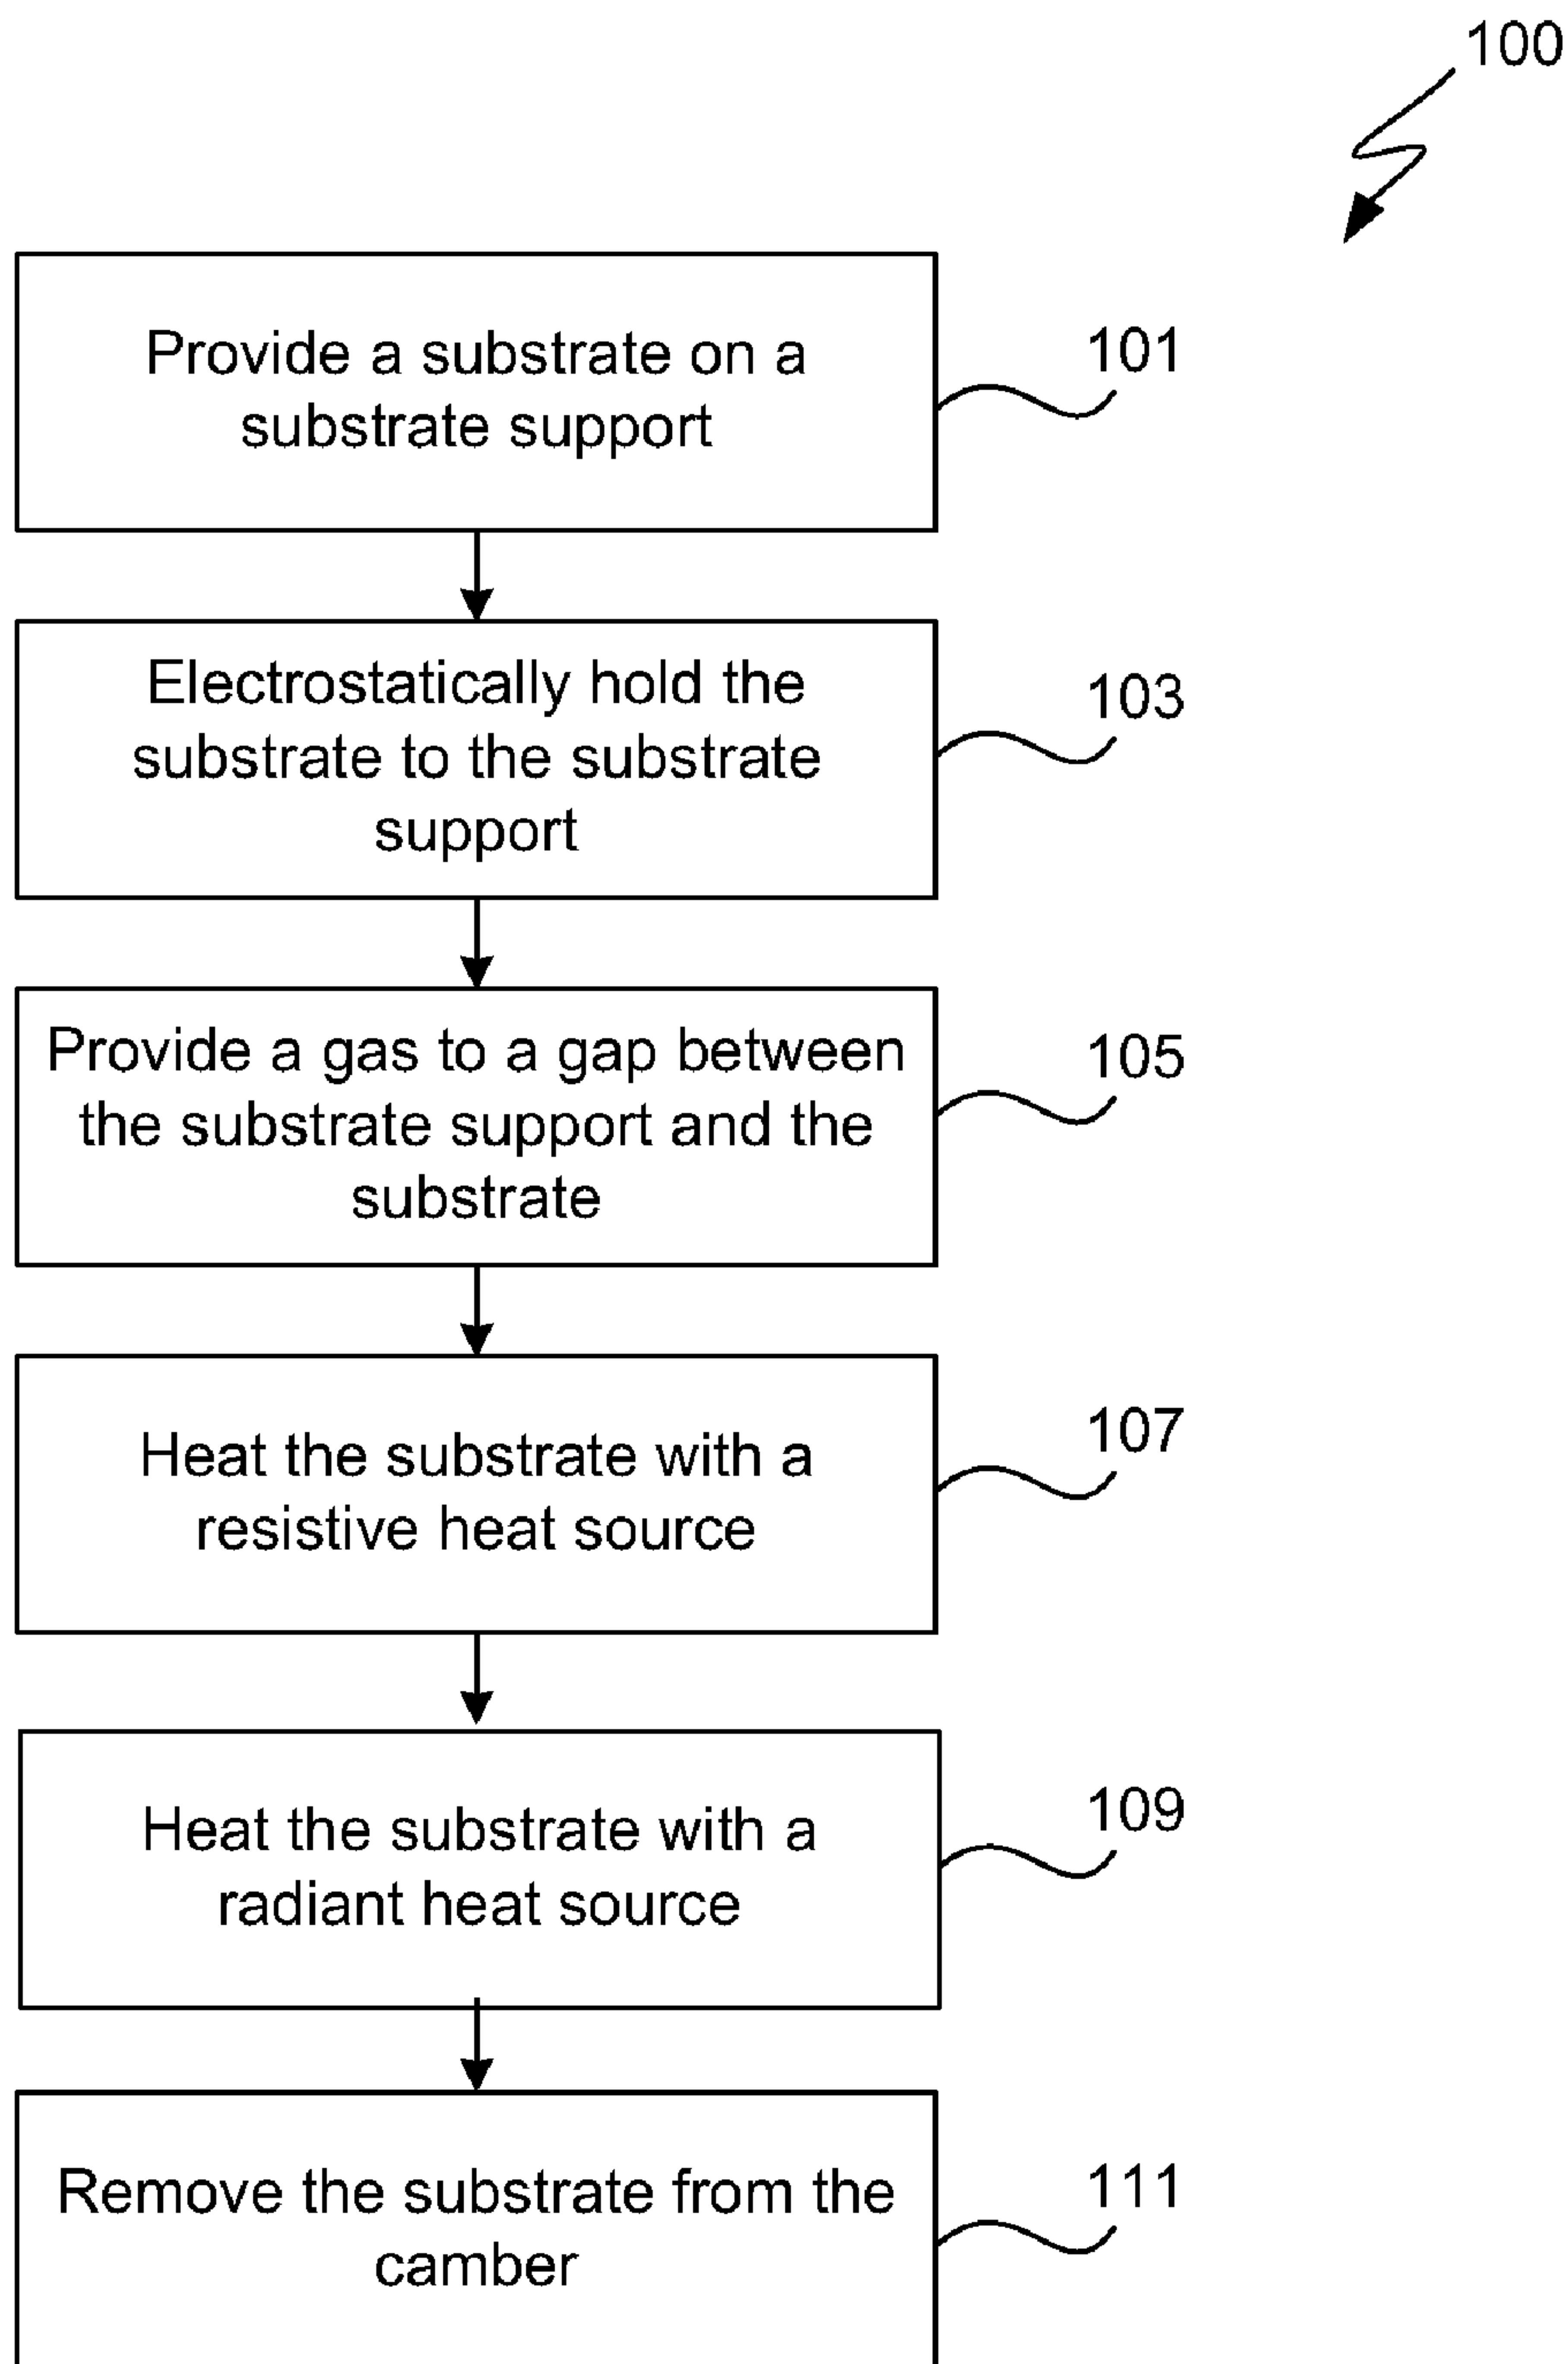 100
Provide a substrate on a
substrate support
101
Electrostatically hold the
substrate to the substrate
support
103
Provide a gas to a gap between
the substrate support and the
substrate
105
Heat the substrate with a
resistive heat source
107
Heat the substrate with a
radiant heat source
109
Remove the substrate from the
camber
111